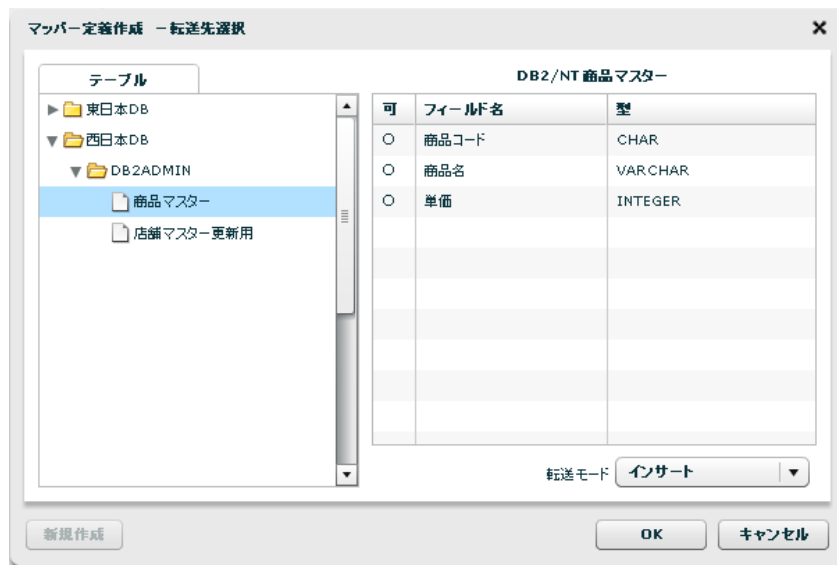 マッパー定義作成 －転送先選択
テーブル
東日本DB
西日本DB
DB2ADMIN
商品マスター
店舗マスター更新用
DB2/NT 商品マスター
可 フィールド名 型
○ 商品コード CHAR
○ 商品名 VARCHAR
○ 単価 INTEGER
転送モード インサート
新規作成 OK キャンセル